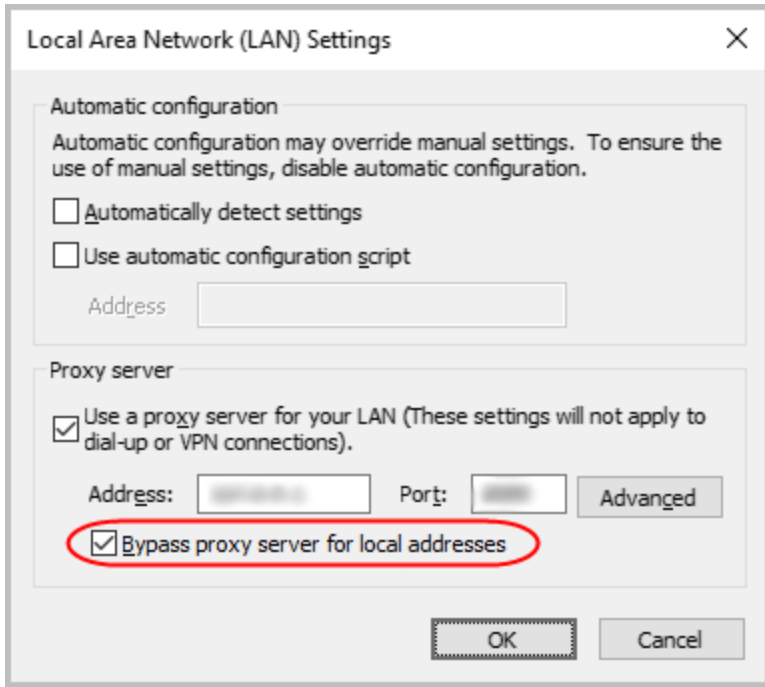 Local Area Network (LAN) Settings
Automatic configuration
Automatic configuration may override manual settings. To ensure the
use of manual settings, disable automatic configuration.
Automatically detect settings
Use automatic configuration script
Address
Proxy server
Use a proxy server for your LAN (These settings will not apply to
dial-up or VPN connections).
Address: Port: Advanced
Bypass proxy server for local addresses
OK Cancel